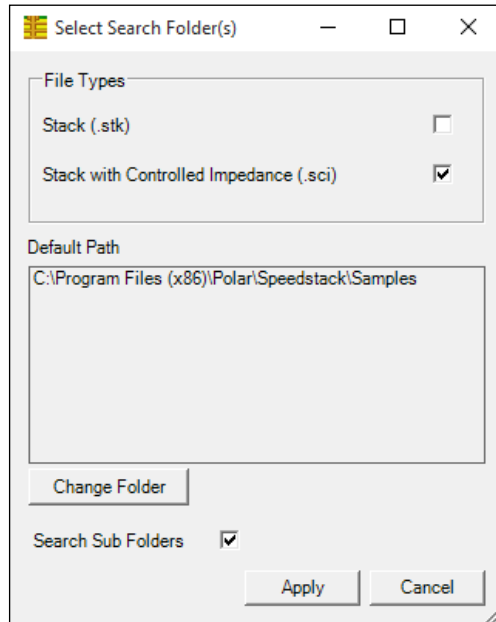 Select Search Folder(s)
File Types
Stack (.stk)
Stack with Controlled Impedance (.sci)
Default Path
C:\Program Files (x86)\Polar\Speedstack\Samples
Change Folder
Search Sub Folders
Apply Cancel